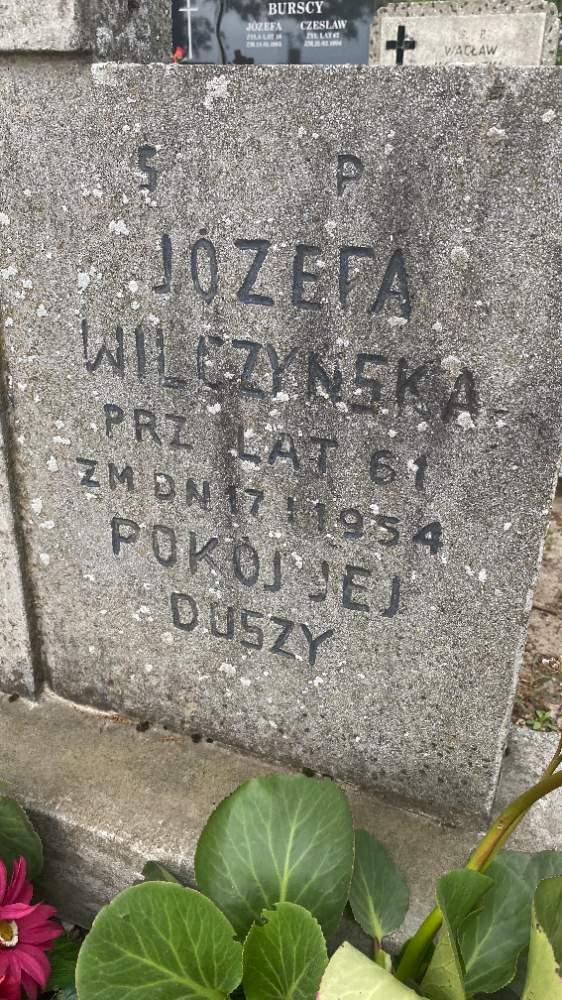 BURSCY
JÓZEFA CZESŁAW
Ś. P.
WACŁAW
Ś P
JÓZEFA
WILCZYŃSKA
PRZ LAT 61
ZM DN 17 I 1954
POKÓJ JEJ
DUSZY